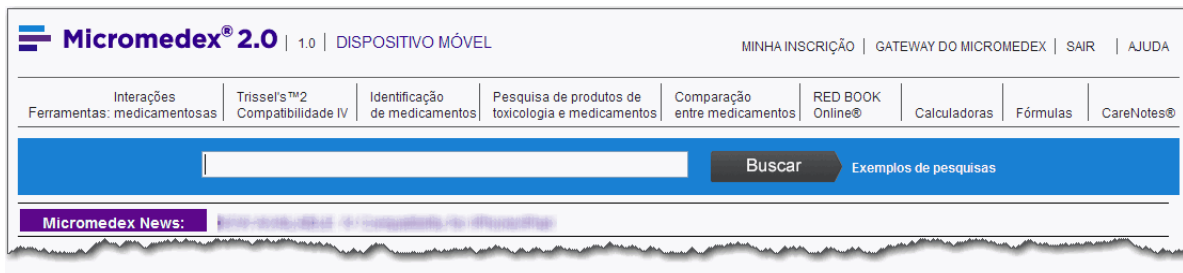 Micromedex® 2.0 | 1.0 | DISPOSITIVO MÓVEL
MINHA INSCRIÇÃO | GATEWAY DO MICROMEDEX | SAIR | AJUDA
Ferramentas:
Interações
medicamentosas
Trissel's™2
Compatibilidade IV
Identificação
de medicamentos
Pesquisa de produtos de
toxicologia e medicamentos
Comparação
entre medicamentos
RED BOOK
Online®
Calculadoras
Fórmulas
CareNotes®
Buscar
Exemplos de pesquisas
Micromedex News: